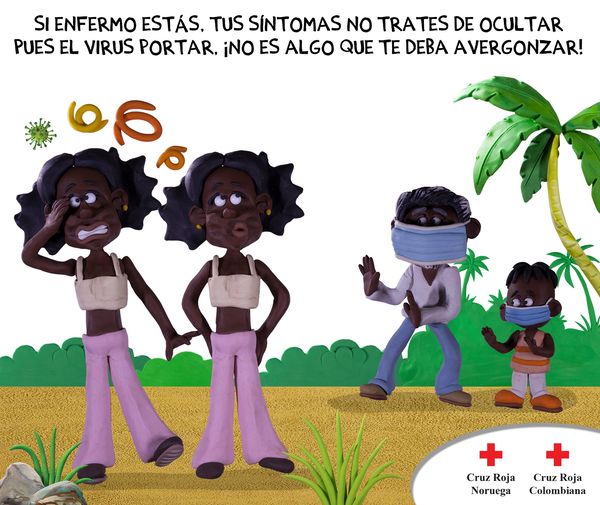 SI ENFERMO ESTÁS, TUS SÍNTOMAS NO TRATES DE OCULTAR
PUES EL VIRUS PORTAR, ¡NO ES ALGO QUE TE DEBA AVERGONZAR!
Cruz Roja
Noruega
Cruz Roja
Colombiana